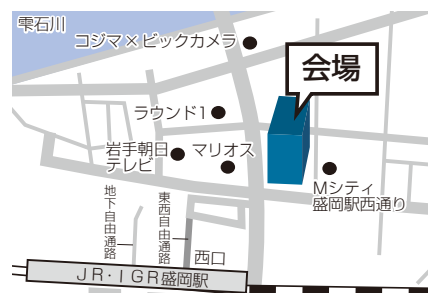 雫石川
コジマ×ビックカメラ
会場
ラウンド1
岩手朝日
テレビ
マリオス
Mシティ
盛岡駅西通り
地下自由通路
東西自由通路
西口
JR・IGR盛岡駅